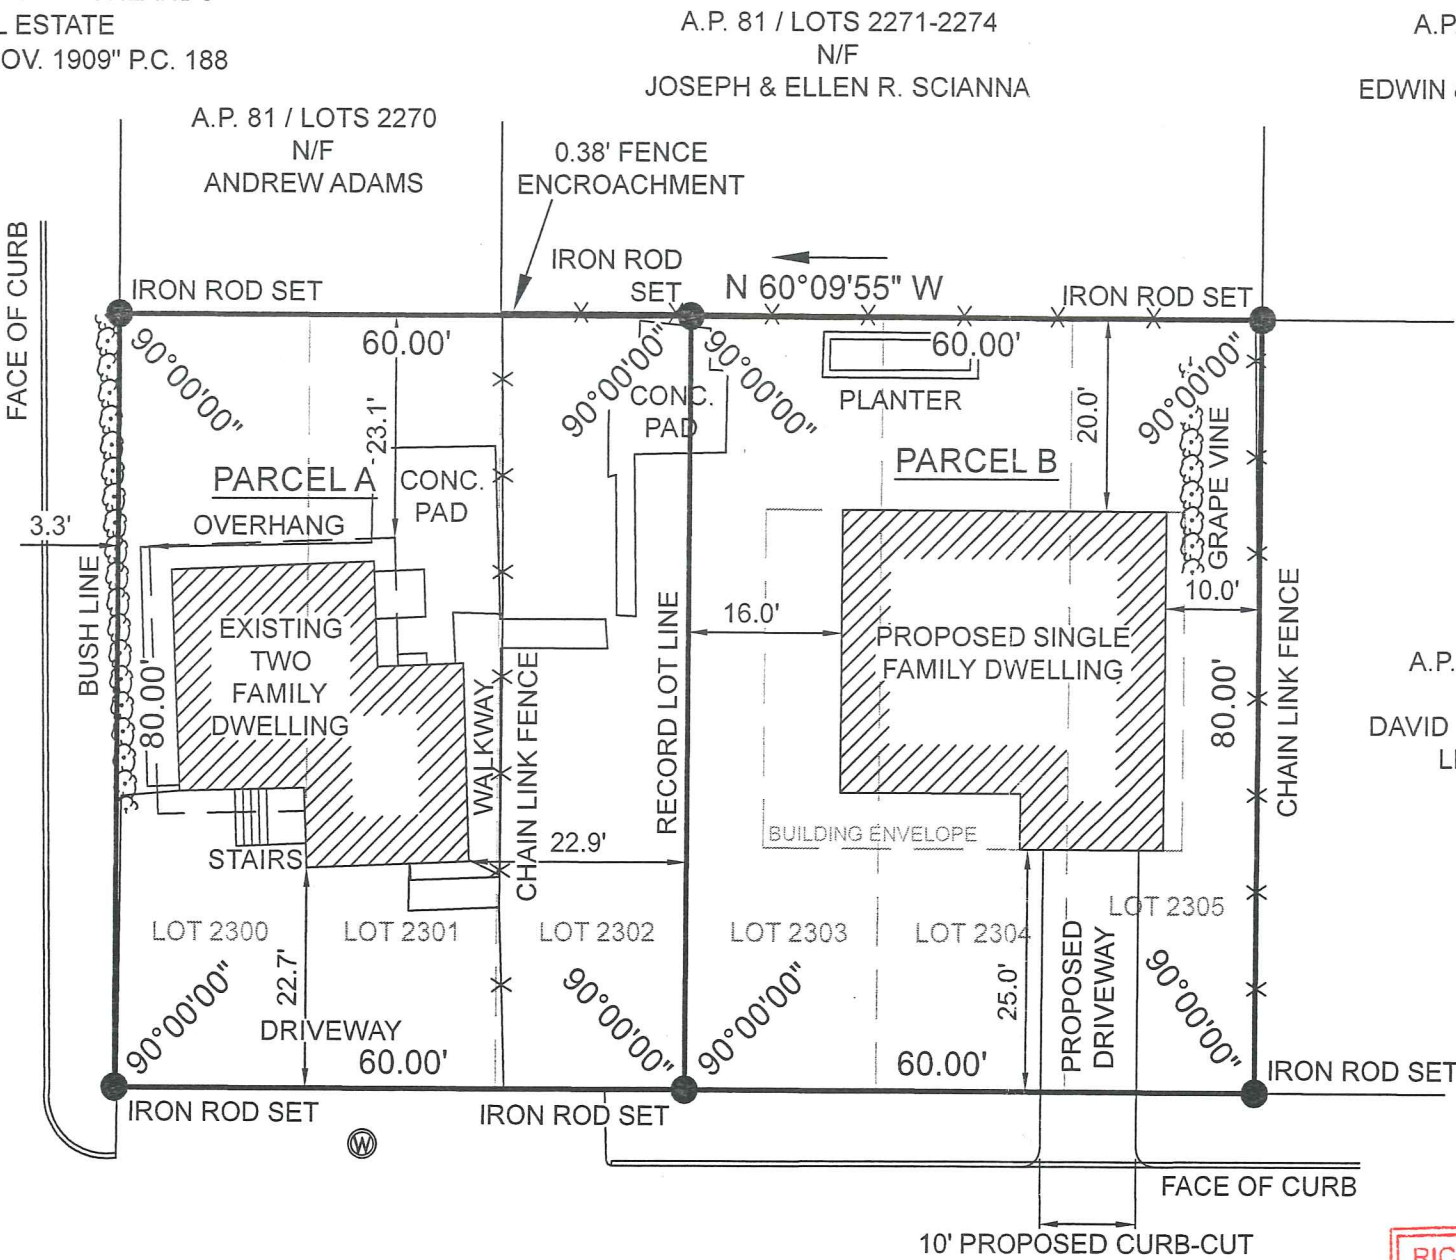 L ESTATE
OV. 1909" P.C. 188
A.P. 81 / LOTS 2271-2274
N/F
JOSEPH & ELLEN R. SCIANNA
A.P
EDWIN
A.P. 81 / LOTS 2270
N/F
ANDREW ADAMS
0.38' FENCE
ENCROACHMENT
FACE OF CURB
IRON ROD SET
IRON ROD
SET
N 60°09'55" W
IRON ROD SET
60.00'
60.00'
90°00'00"
90°00'00"
90°00'00"
90°00'00"
23.1'
CONC.
PAD
PLANTER
20.0'
GRAPE VINE
PARCEL A
CONC.
PAD
PARCEL B
OVERHANG
3.3'
BUSH LINE
80.00'
EXISTING
TWO
FAMILY
DWELLING
WALKWAY
CHAIN LINK FENCE
RECORD LOT LINE
16.0'
PROPOSED SINGLE
FAMILY DWELLING
10.0'
80.00'
CHAIN LINK FENCE
A.P.
DAVID
STAIRS
22.9'
BUILDING ENVELOPE
LOT 2300
LOT 2301
LOT 2302
LOT 2303
LOT 2304
LOT 2305
22.7'
25.0'
PROPOSED
DRIVEWAY
90°00'00"
90°00'00"
90°00'00"
90°00'00"
DRIVEWAY
60.00'
60.00'
IRON ROD SET
IRON ROD SET
IRON ROD SET
W
FACE OF CURB
10' PROPOSED CURB-CUT
RIC